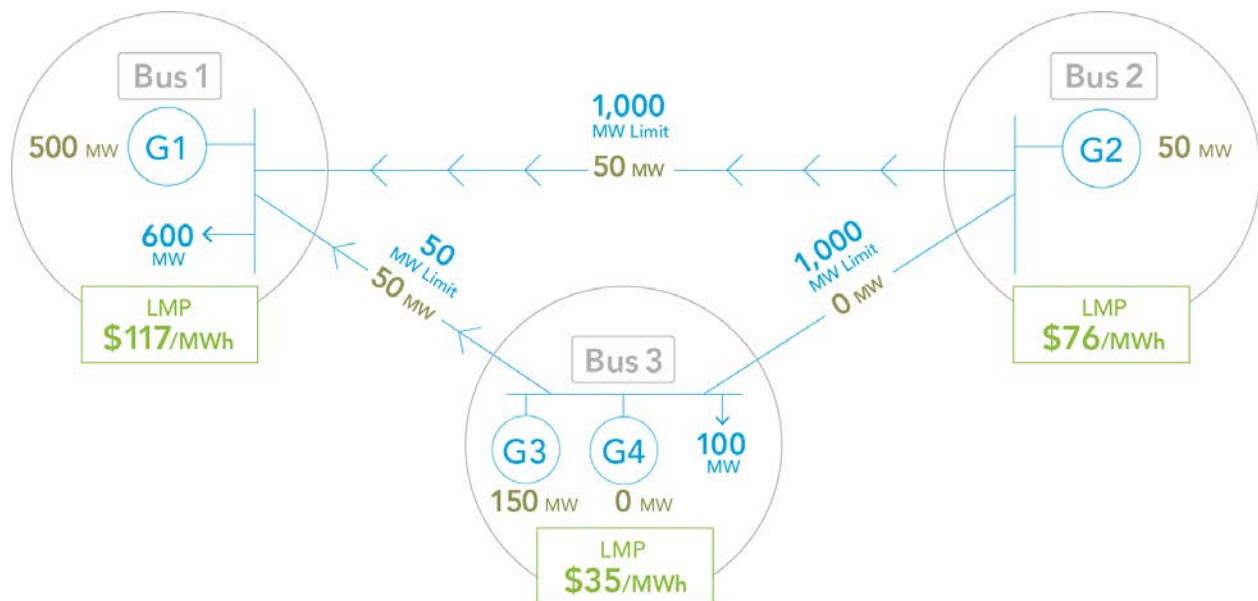 Bus 1
500 MW
G1
600
MW
LMP
$117/MWh
1,000
MW Limit
50 MW
50
MW Limit
50 MW
1,000
MW Limit
0 MW
Bus 2
G2
50 MW
LMP
$76/MWh
Bus 3
G3
G4
100
MW
150 MW
0 MW
LMP
$35/MWh